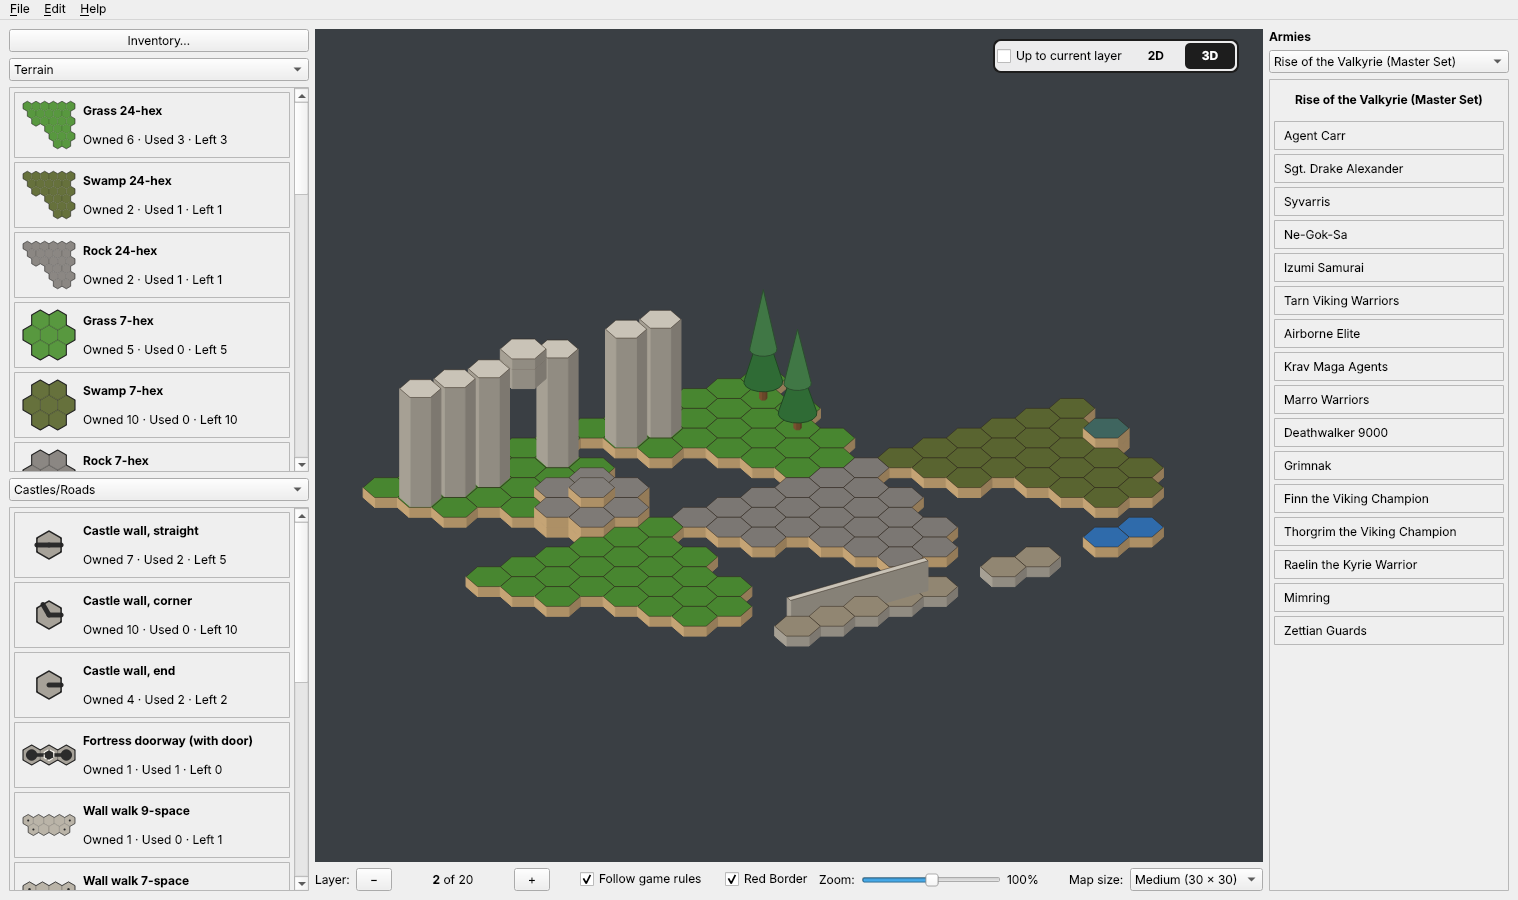 File Edit Help
Inventory...
Terrain
Grass 24-hex
Owned 6 · Used 3 · Left 3
Swamp 24-hex
Owned 2 · Used 1 · Left 1
Rock 24-hex
Owned 2 · Used 1 · Left 1
Grass 7-hex
Owned 5 · Used 0 · Left 5
Swamp 7-hex
Owned 10 · Used 0 · Left 10
Rock 7-hex
Castles/Roads
Castle wall, straight
Owned 7 · Used 2 · Left 5
Castle wall, corner
Owned 10 · Used 0 · Left 10
Castle wall, end
Owned 4 · Used 2 · Left 2
Fortress doorway (with door)
Owned 1 · Used 1 · Left 0
Wall walk 9-space
Owned 1 · Used 0 · Left 1
Wall walk 7-space
Up to current layer 2D 3D
Layer: − 2 of 20 + Follow game rules Red Border Zoom: 100% Map size: Medium (30 × 30)
Armies
Rise of the Valkyrie (Master Set)
Rise of the Valkyrie (Master Set)
Agent Carr
Sgt. Drake Alexander
Syvarris
Ne-Gok-Sa
Izumi Samurai
Tarn Viking Warriors
Airborne Elite
Krav Maga Agents
Marro Warriors
Deathwalker 9000
Grimnak
Finn the Viking Champion
Thorgrim the Viking Champion
Raelin the Kyrie Warrior
Mimring
Zettian Guards